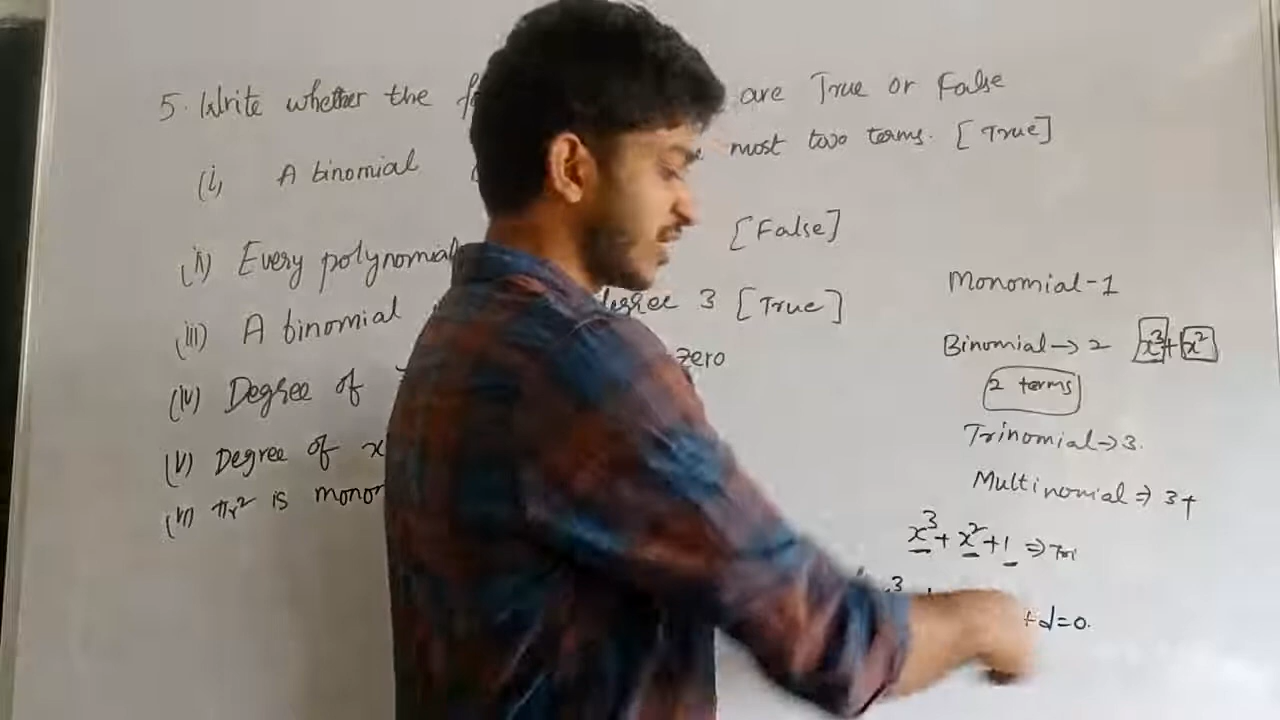 5. Write whether the are True or False
(i) A binomial most two terms. [True]
(ii) Every polynomial [False]
(iii) A binomial degree 3 [True]
(iv) Degree of zero
(v) Degree of x
(vi) πr² is
Monomial-1
Binomial→2 x³+x²
2 terms
Trinomial→3.
Multinomial⇒3+
x³+x²+1⇒Tri
+d=0.